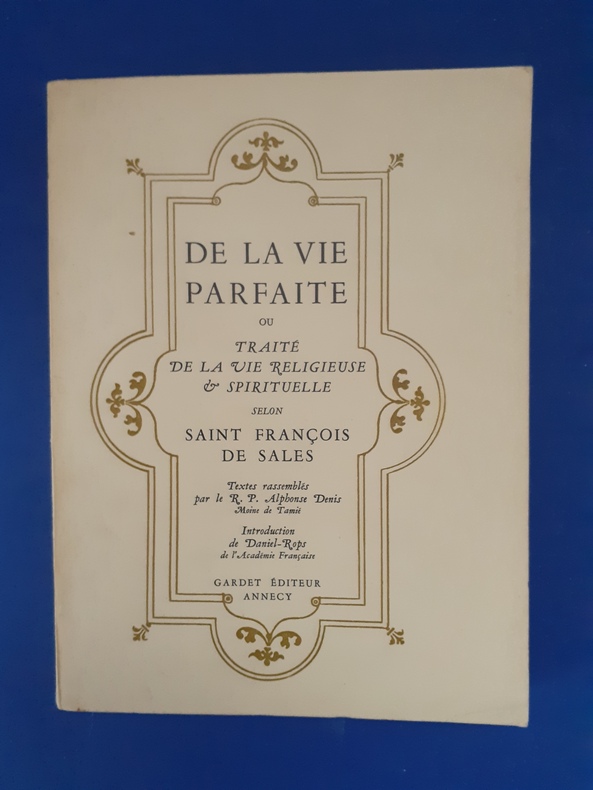 DE LA VIE
PARFAITE
OU
TRAITÉ
DE LA VIE RELIGIEUSE
& SPIRITUELLE
SELON
SAINT FRANÇOIS
DE SALES
Textes rassemblés
par le R. P. Alphonse Denis
Moine de Tamié
Introduction
de Daniel-Rops
de l'Académie Française
GARDET ÉDITEUR
ANNECY